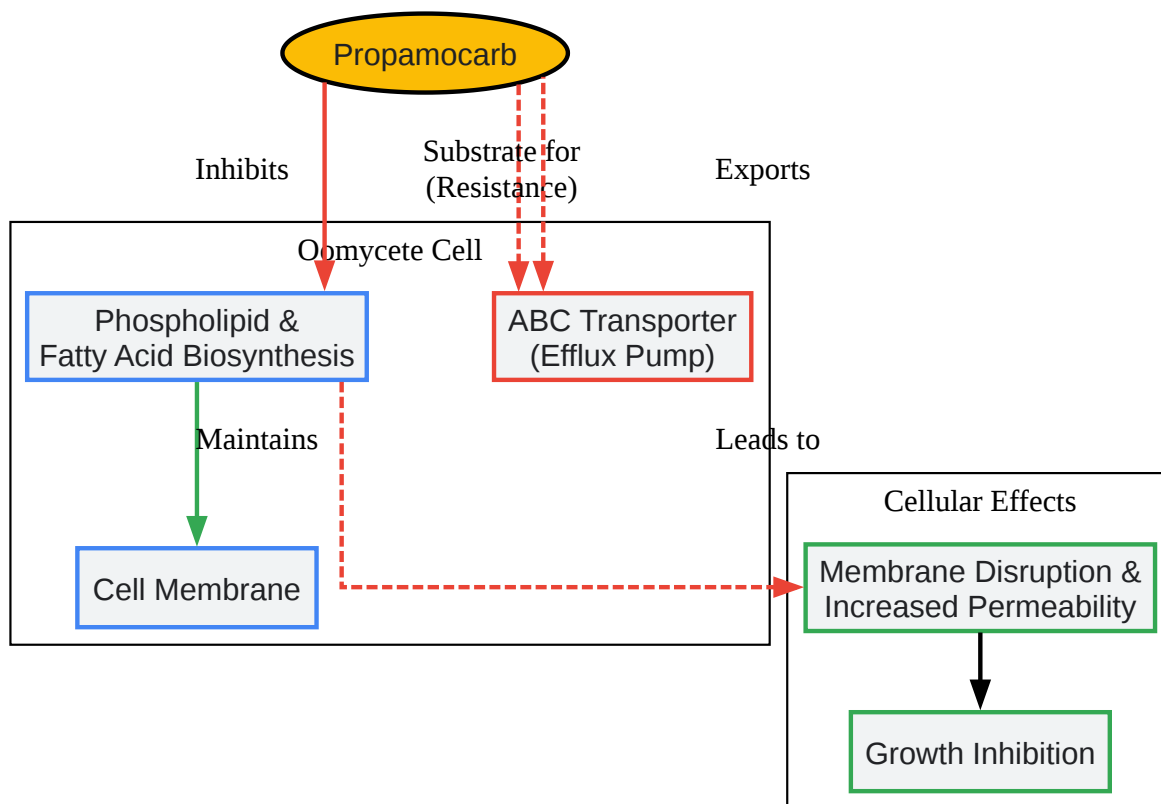 Propamocarb
Inhibits
Substrate for
(Resistance)
Exports
Oomycete Cell
Phospholipid &
Fatty Acid Biosynthesis
ABC Transporter
(Efflux Pump)
Maintains
Leads to
Cellular Effects
Cell Membrane
Membrane Disruption &
Increased Permeability
Growth Inhibition